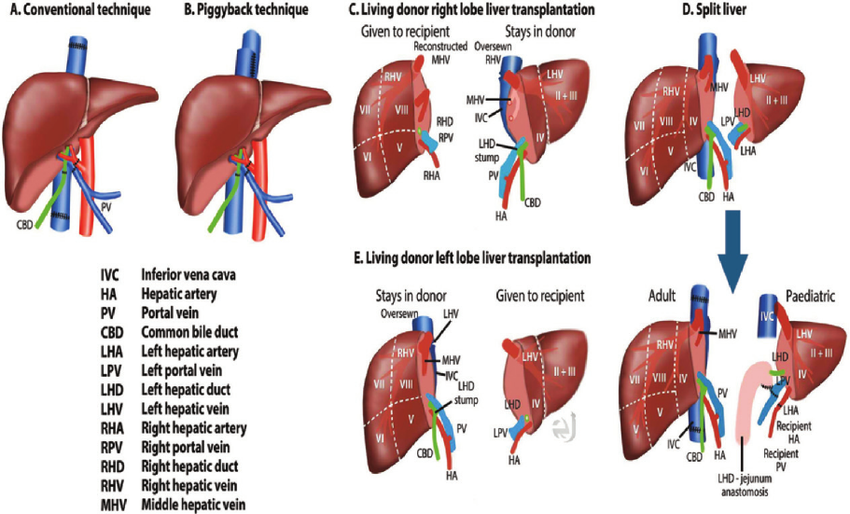 A. Conventional technique
CBD
PV
B. Piggyback technique
C. Living donor right lobe liver transplantation
Given to recipient
Reconstructed
MHV
RHV
VII
VIII
VI
V
RHD
RPV
RHA
Stays in donor
Oversewn
RHV
LHV
II + III
MHV
IVC
LHD
stump
IV
PV
HA
CBD
D. Split liver
MHV
RHV
VII
VIII
IV
VI
V
IVC
CBD
HA
LHV
II + III
LHD
LPV
LHA
IVC Inferior vena cava
HA Hepatic artery
PV Portal vein
CBD Common bile duct
LHA Left hepatic artery
LPV Left portal vein
LHD Left hepatic duct
LHV Left hepatic vein
RHA Right hepatic artery
RPV Right portal vein
RHD Right hepatic duct
RHV Right hepatic vein
MHV Middle hepatic vein
E. Living donor left lobe liver transplantation
Stays in donor
Oversewn
LHV
RHV
MHV
IVC
VII
VIII
LHD
stump
VI
V
PV
CBD
HA
Given to recipient
LHV
II + III
LHD
IV
LPV
HA
Adult
MHV
RHV
VII
VIII
IV
VI
V
PV
IVC
CBD
HA
Paediatric
IVC
LHV
LHD
II + III
LPV
LHA
Recipient
HA
Recipient
PV
LHD - jejunum
anastomosis